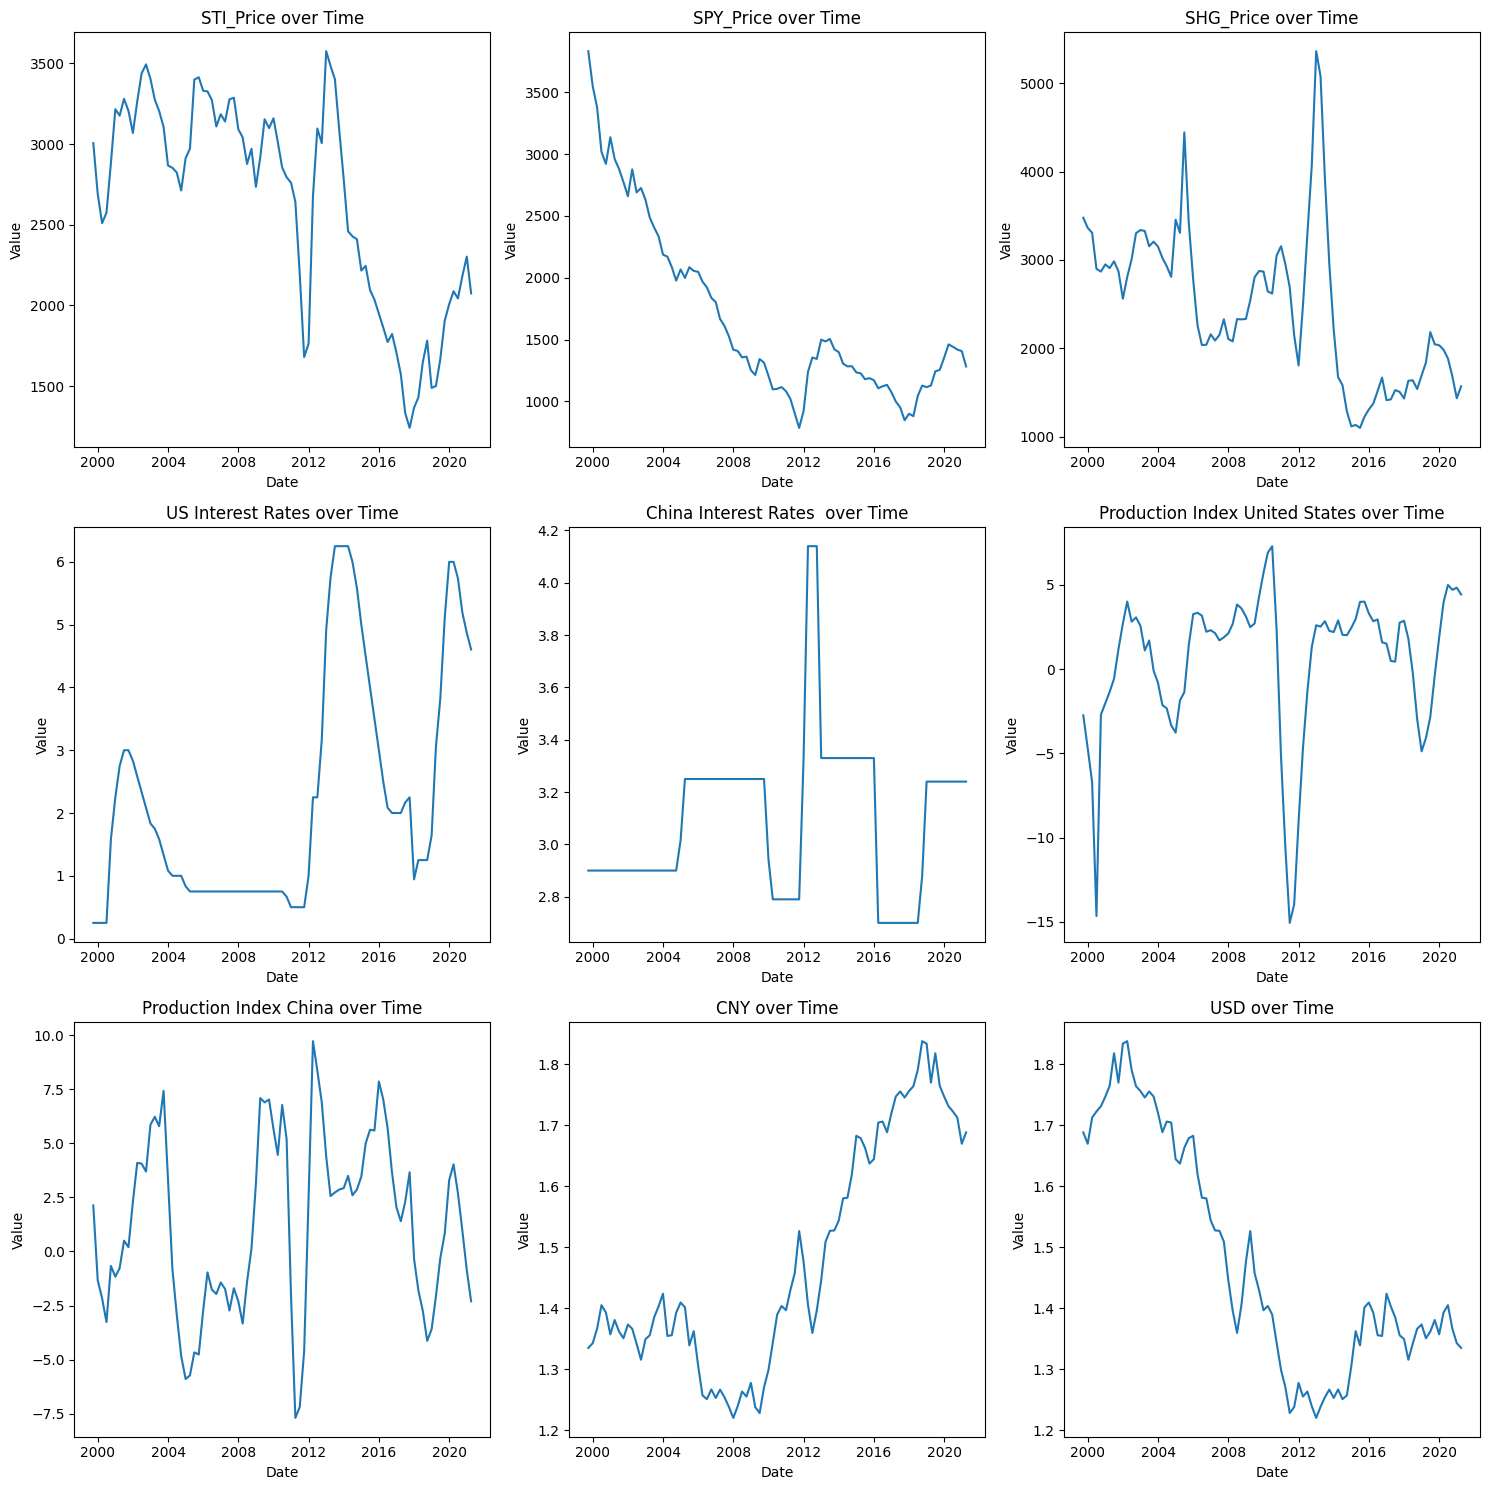 STI_Price over Time
SPY_Price over Time
SHG_Price over Time
3500
3000
2500
2000
1500
Value
2000 2004 2008 2012 2016 2020
Date
3500
3000
2500
2000
1500
1000
Value
2000 2004 2008 2012 2016 2020
Date
5000
4000
3000
2000
1000
Value
2000 2004 2008 2012 2016 2020
Date
US Interest Rates over Time
China Interest Rates  over Time
Production Index United States over Time
6
5
4
3
2
1
0
Value
2000 2004 2008 2012 2016 2020
Date
4.2
4.0
3.8
3.6
3.4
3.2
3.0
2.8
Value
2000 2004 2008 2012 2016 2020
Date
5
0
−5
−10
−15
Value
2000 2004 2008 2012 2016 2020
Date
Production Index China over Time
CNY over Time
USD over Time
10.0
7.5
5.0
2.5
0.0
−2.5
−5.0
−7.5
Value
2000 2004 2008 2012 2016 2020
Date
1.8
1.7
1.6
1.5
1.4
1.3
1.2
Value
2000 2004 2008 2012 2016 2020
Date
1.8
1.7
1.6
1.5
1.4
1.3
1.2
Value
2000 2004 2008 2012 2016 2020
Date